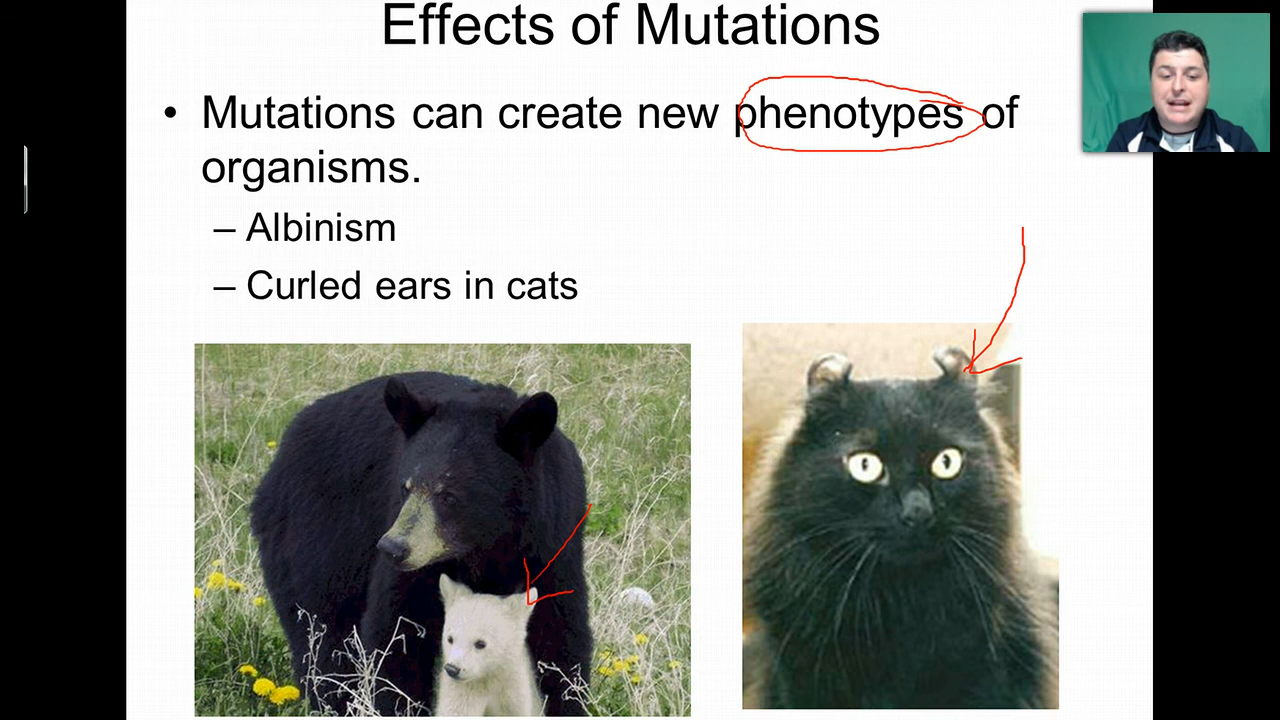 Effects of Mutations
• Mutations can create new phenotypes of
organisms.
– Albinism
– Curled ears in cats